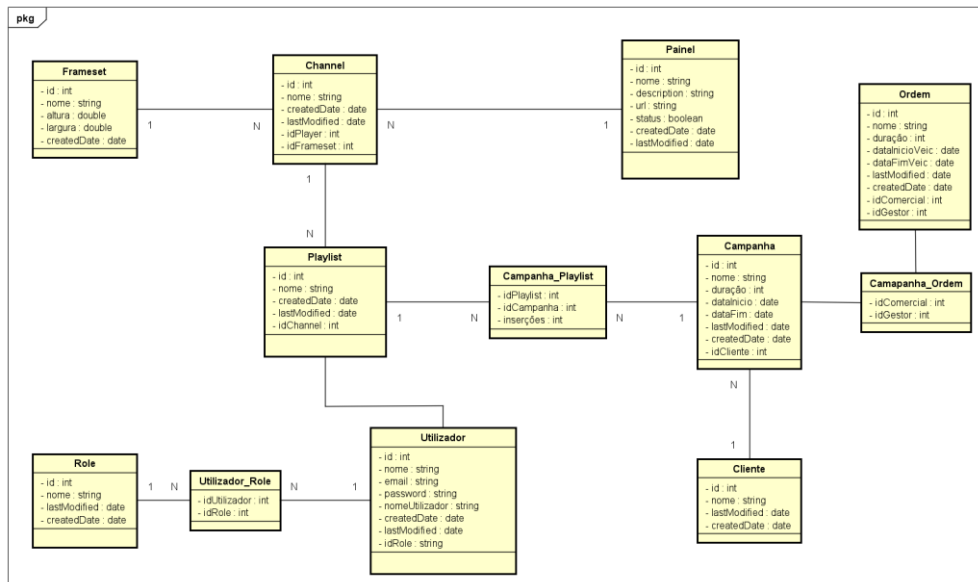 pkg
Frameset
- id : int
- nome : string
- altura : double
- largura : double
- createdDate : date
1
N
Channel
- id : int
- nome : string
- createdDate : date
- lastModified : date
- idPlayer : int
- idFrameset : int
N
1
Painel
- id : int
- nome : string
- description : string
- url : string
- status : boolean
- createdDate : date
- lastModified : date
Ordem
- id : int
- nome : string
- duração : int
- dataInicioVeic : date
- dataFimVeic : date
- lastModified : date
- createdDate : date
- idComercial : int
- idGestor : int
1
N
Playlist
- id : int
- nome : string
- createdDate : date
- lastModified : date
- idChannel : int
1
N
Campanha_Playlist
- idPlaylist : int
- idCampanha : int
- inserções : int
N
1
Campanha
- id : int
- nome : string
- duração : int
- dataInicio : date
- dataFim : date
- lastModified : date
- createdDate : date
- idCliente : int
Camapanha_Ordem
- idComercial : int
- idGestor : int
N
1
Role
- id : int
- nome : string
- lastModified : date
- createdDate : date
1
N
Utilizador_Role
- idUtilizador : int
- idRole : int
N
1
Utilizador
- id : int
- nome : string
- email : string
- password : string
- nomeUtilizador : string
- createdDate : date
- lastModified : date
- idRole : string
Cliente
- id : int
- nome : string
- lastModified : date
- createdDate : date